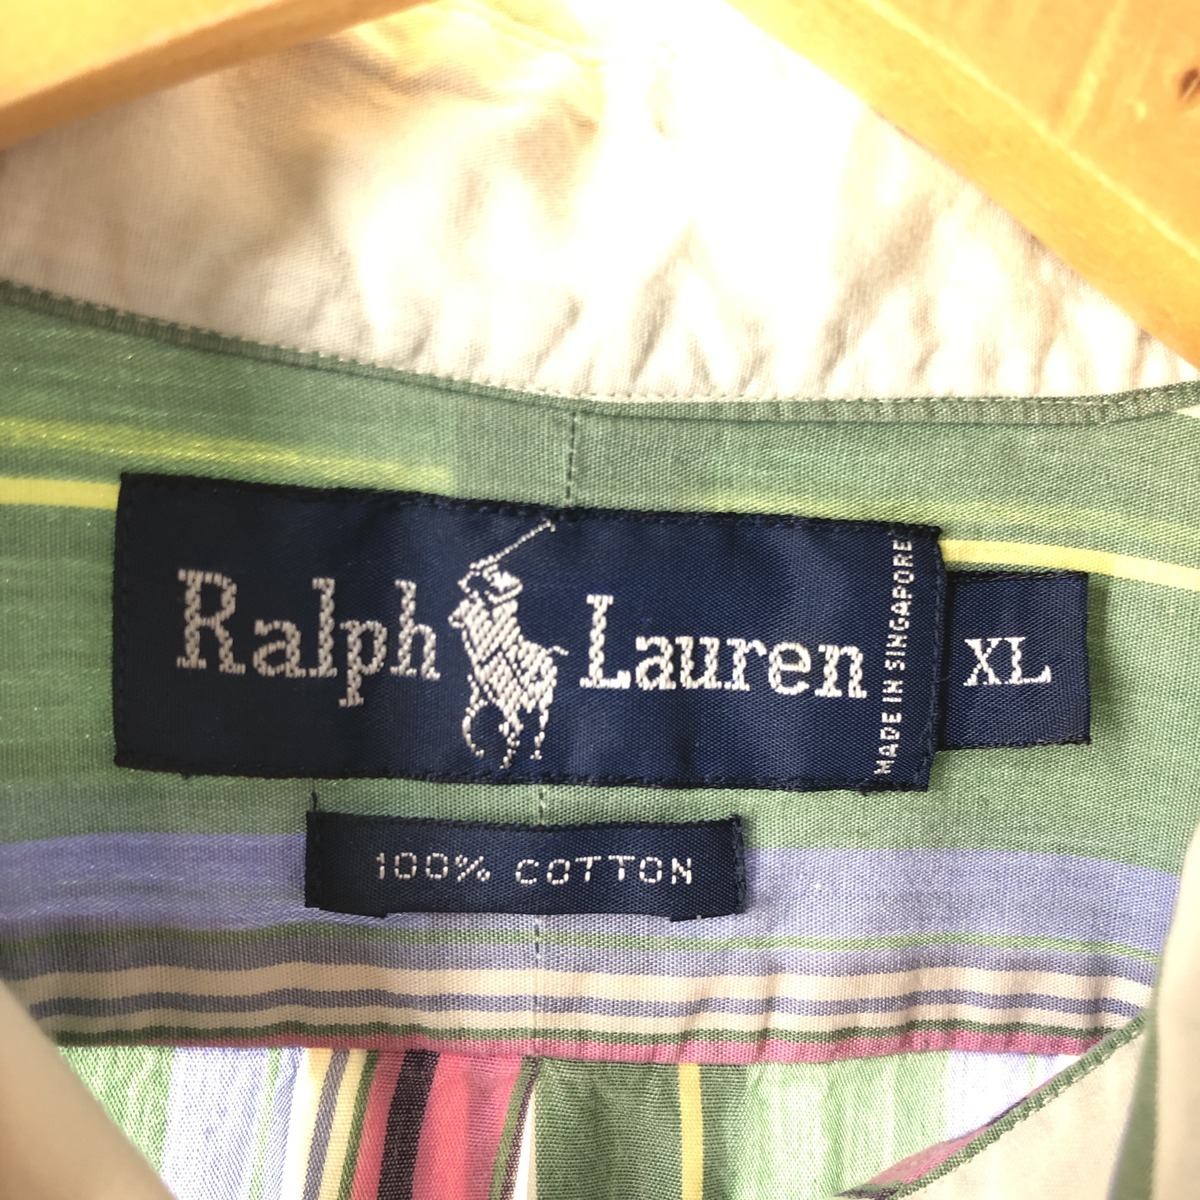 Ralph Lauren
MADE IN SINGAPORE
XL
100% COTTON